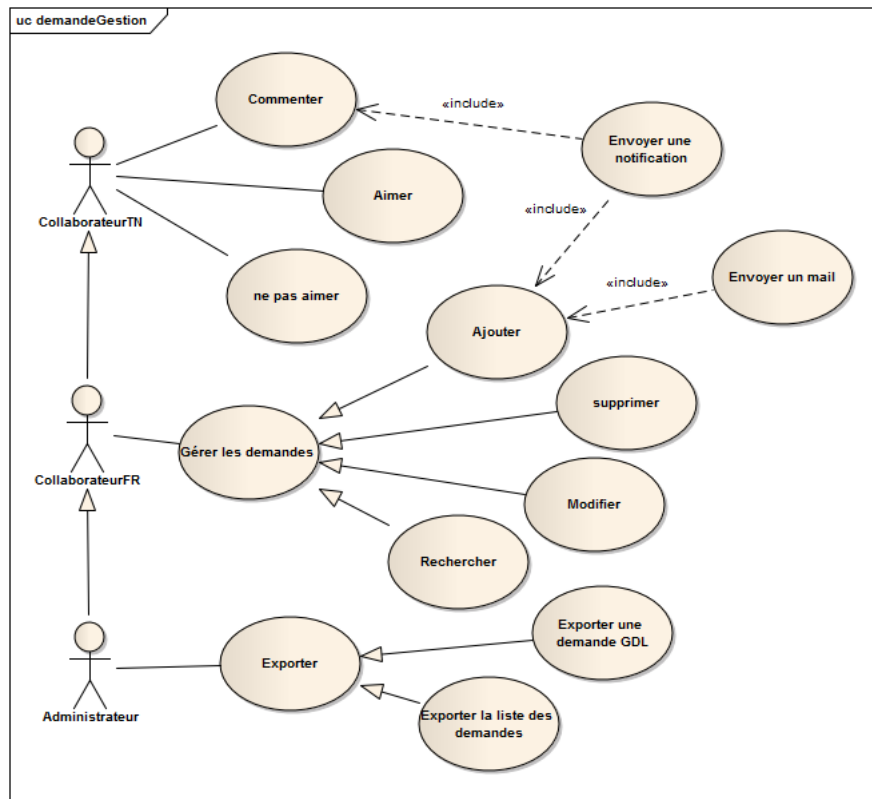 uc demandeGestion
Commenter
«include»
Envoyer une
notification
CollaborateurTN
Aimer
«include»
ne pas aimer
Envoyer un mail
«include»
Ajouter
supprimer
CollaborateurFR
Gérer les demandes
Modifier
Rechercher
Exporter une
demande GDL
Administrateur
Exporter
Exporter la liste des
demandes